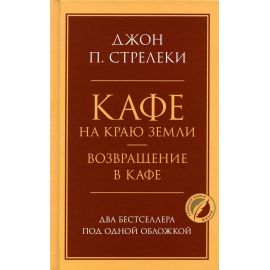 ДЖОН
П. СТРЕЛЕКИ
КАФЕ
НА КРАЮ ЗЕМЛИ
ВОЗВРАЩЕНИЕ
В КАФЕ
ДВА БЕСТСЕЛЛЕРА
ПОД ОДНОЙ ОБЛОЖКОЙ